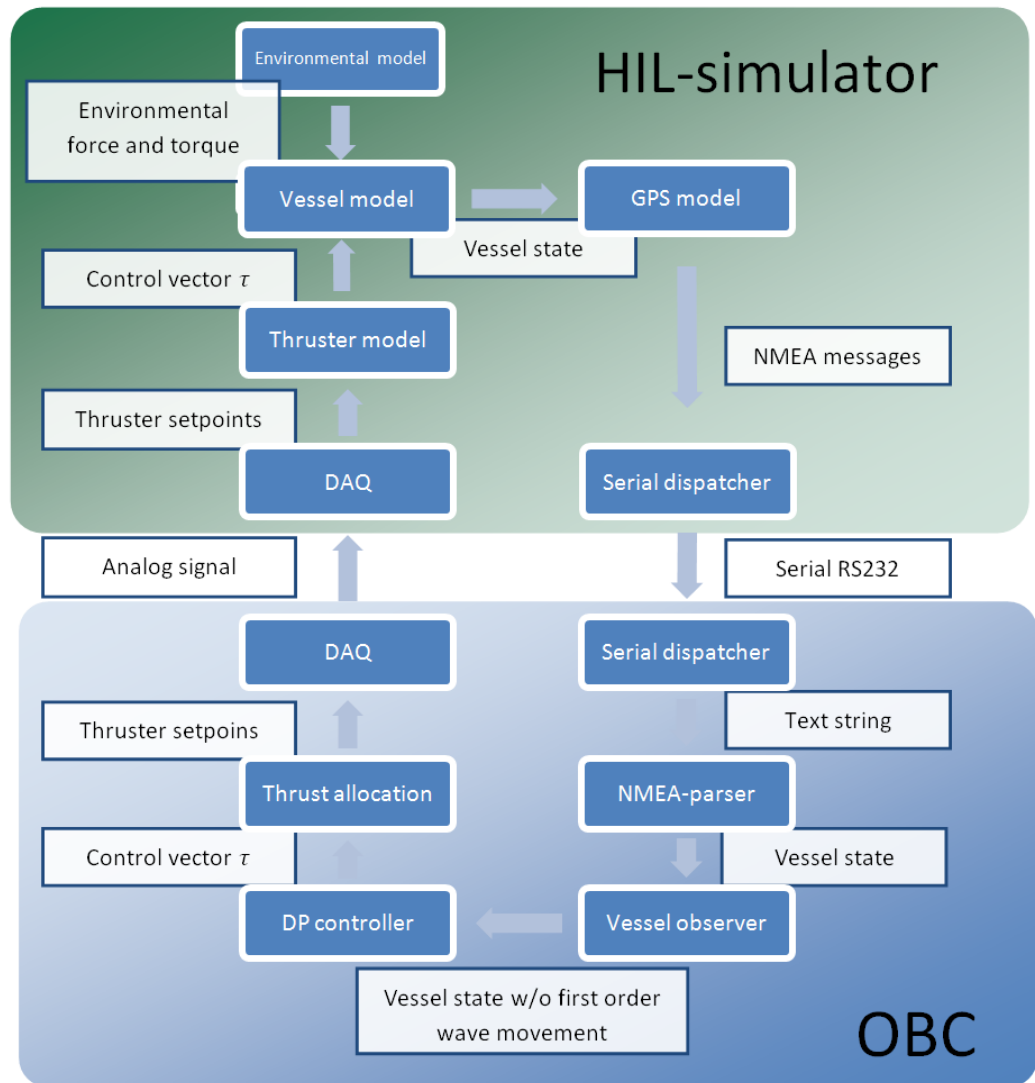 Environmental model
HIL-simulator
Environmental
force and torque
Vessel model
GPS model
Vessel state
Control vector τ
Thruster model
NMEA messages
Thruster setpoints
DAQ
Serial dispatcher
Analog signal
Serial RS232
DAQ
Serial dispatcher
Thruster setpoins
Text string
Thrust allocation
NMEA-parser
Control vector τ
Vessel state
DP controller
Vessel observer
Vessel state w/o first order
wave movement
OBC